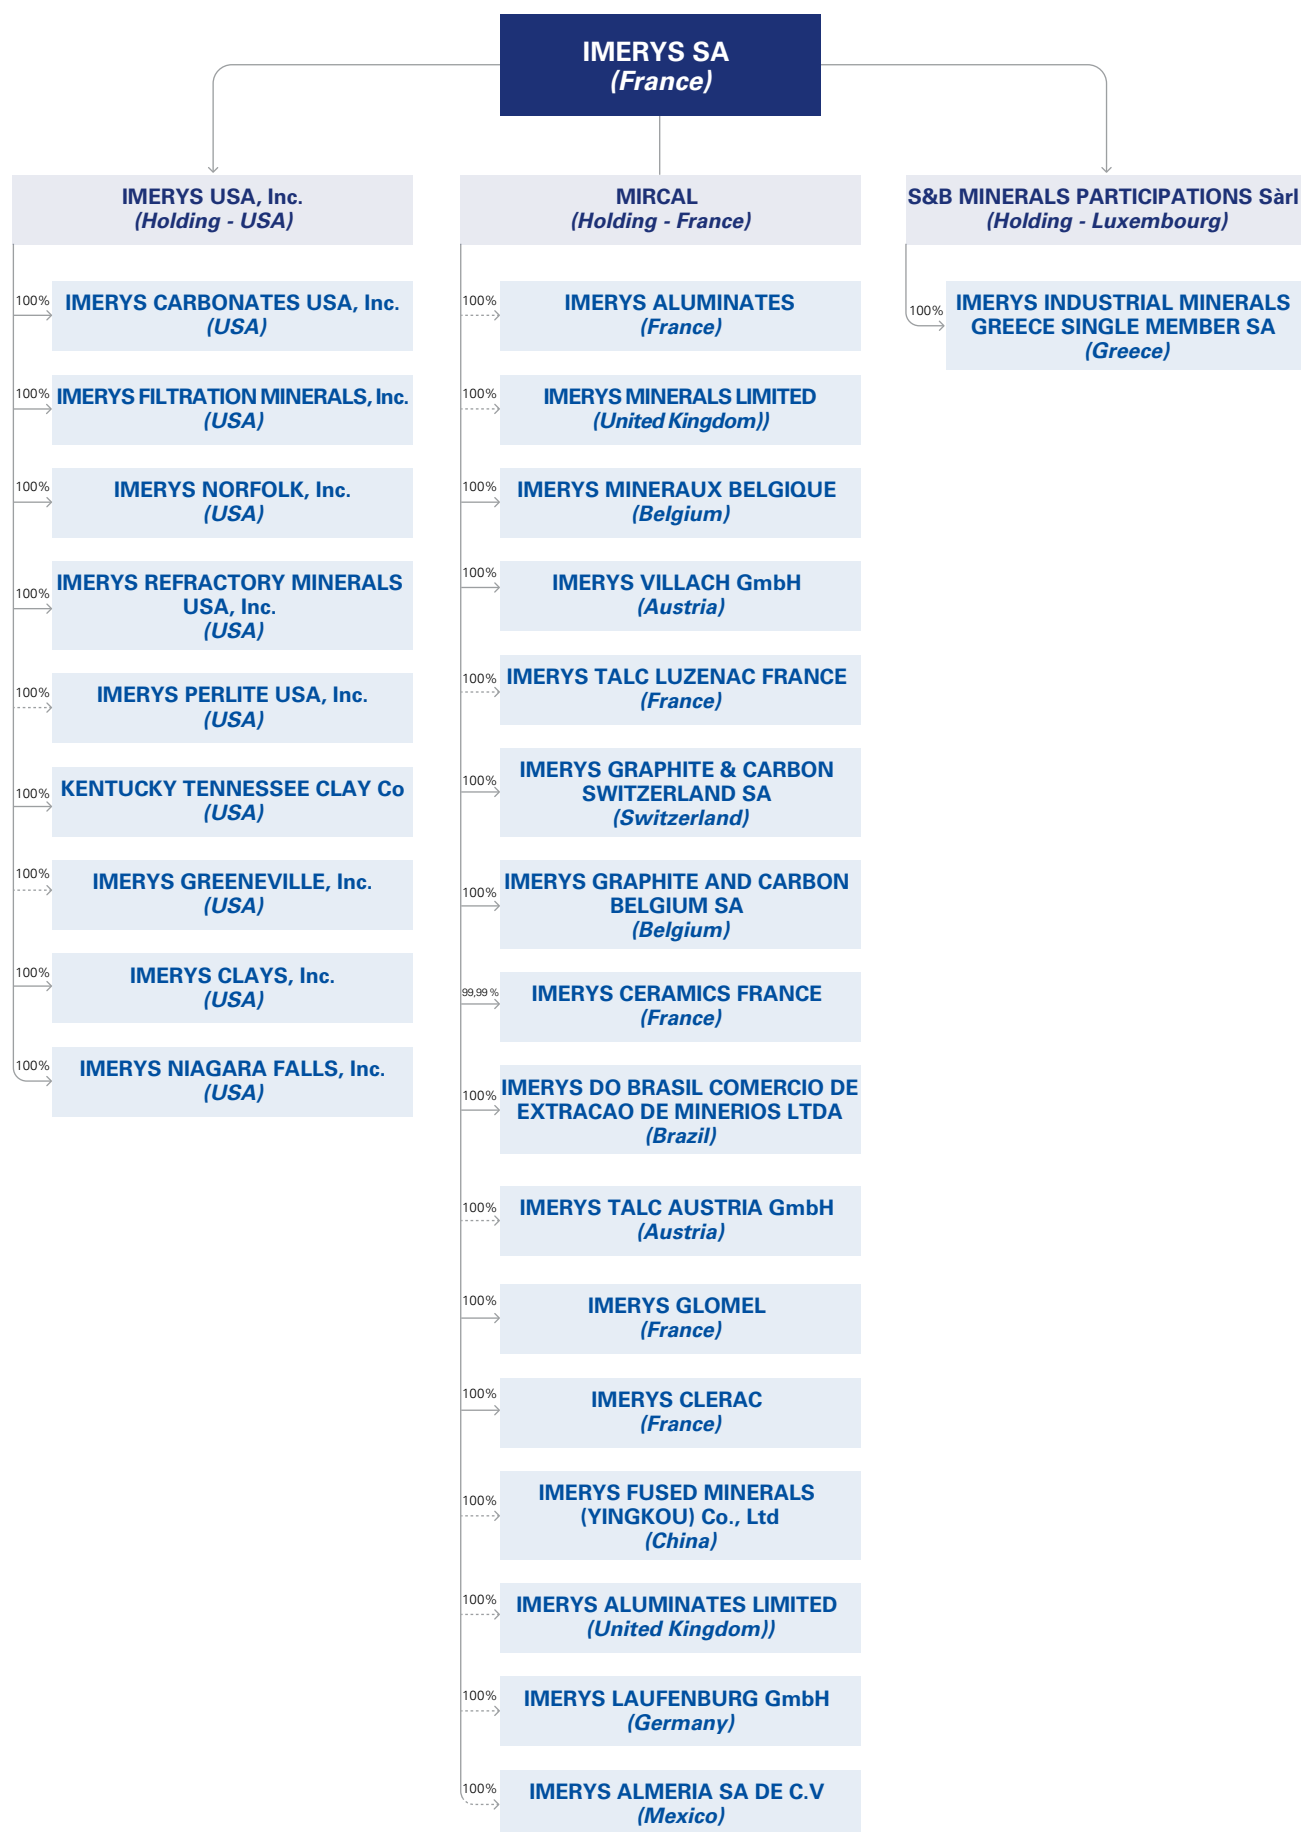 IMERYS SA
(France)
IMERYS USA, Inc.
(Holding - USA)
100%
IMERYS CARBONATES USA, Inc.
(USA)
100%
IMERYS FILTRATION MINERALS, Inc.
(USA)
100%
IMERYS NORFOLK, Inc.
(USA)
100%
IMERYS REFRACTORY MINERALS
USA, Inc.
(USA)
100%
IMERYS PERLITE USA, Inc.
(USA)
100%
KENTUCKY TENNESSEE CLAY Co
(USA)
100%
IMERYS GREENEVILLE, Inc.
(USA)
100%
IMERYS CLAYS, Inc.
(USA)
100%
IMERYS NIAGARA FALLS, Inc.
(USA)
MIRCAL
(Holding - France)
100%
IMERYS ALUMINATES
(France)
100%
IMERYS MINERALS LIMITED
(United Kingdom))
100%
IMERYS MINERAUX BELGIQUE
(Belgium)
100%
IMERYS VILLACH GmbH
(Austria)
100%
IMERYS TALC LUZENAC FRANCE
(France)
100%
IMERYS GRAPHITE & CARBON
SWITZERLAND SA
(Switzerland)
100%
IMERYS GRAPHITE AND CARBON
BELGIUM SA
(Belgium)
99,99 %
IMERYS CERAMICS FRANCE
(France)
100%
IMERYS DO BRASIL COMERCIO DE
EXTRACAO DE MINERIOS LTDA
(Brazil)
100%
IMERYS TALC AUSTRIA GmbH
(Austria)
100%
IMERYS GLOMEL
(France)
100%
IMERYS CLERAC
(France)
100%
IMERYS FUSED MINERALS
(YINGKOU) Co., Ltd
(China)
100%
IMERYS ALUMINATES LIMITED
(United Kingdom))
100%
IMERYS LAUFENBURG GmbH
(Germany)
100%
IMERYS ALMERIA SA DE C.V
(Mexico)
S&B MINERALS PARTICIPATIONS Sàrl
(Holding - Luxembourg)
100%
IMERYS INDUSTRIAL MINERALS
GREECE SINGLE MEMBER SA
(Greece)